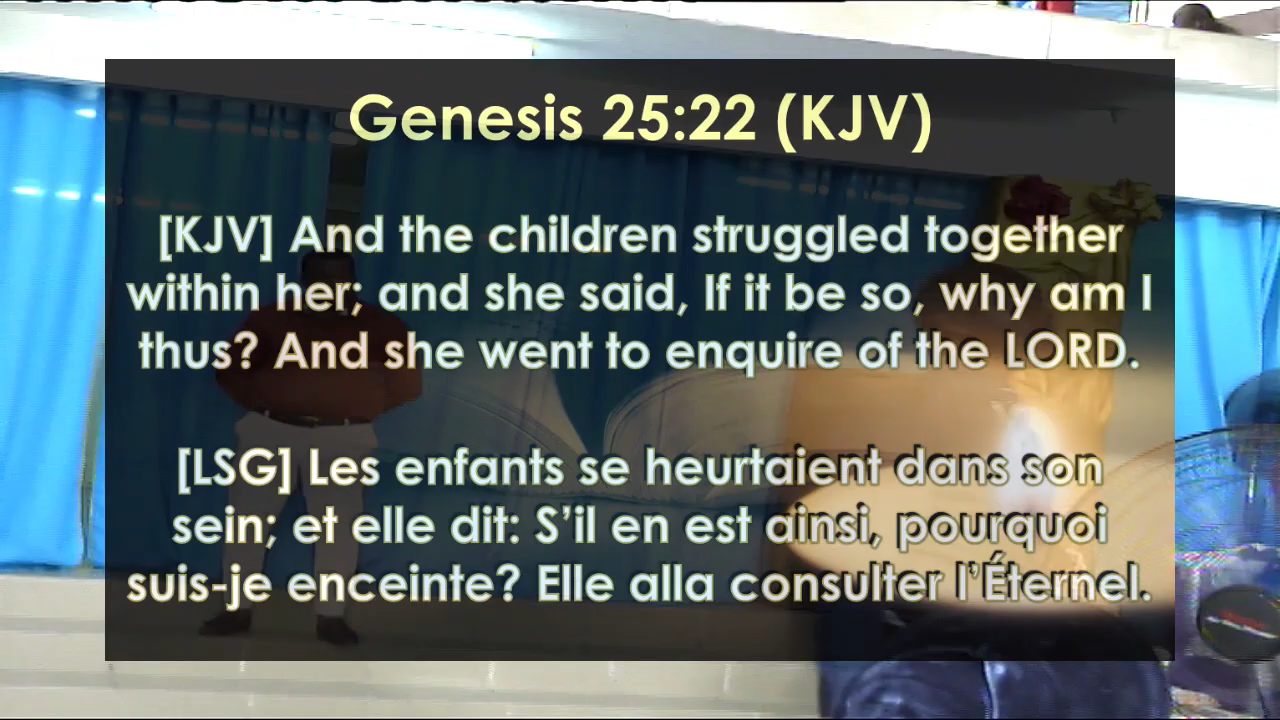 Genesis 25:22 (KJV)
[KJV] And the children struggled together
within her; and she said, If it be so, why am I
thus? And she went to enquire of the LORD.
[LSG] Les enfants se heurtaient dans son
sein; et elle dit: S’il en est ainsi, pourquoi
suis-je enceinte? Elle alla consulter l’Éternel.